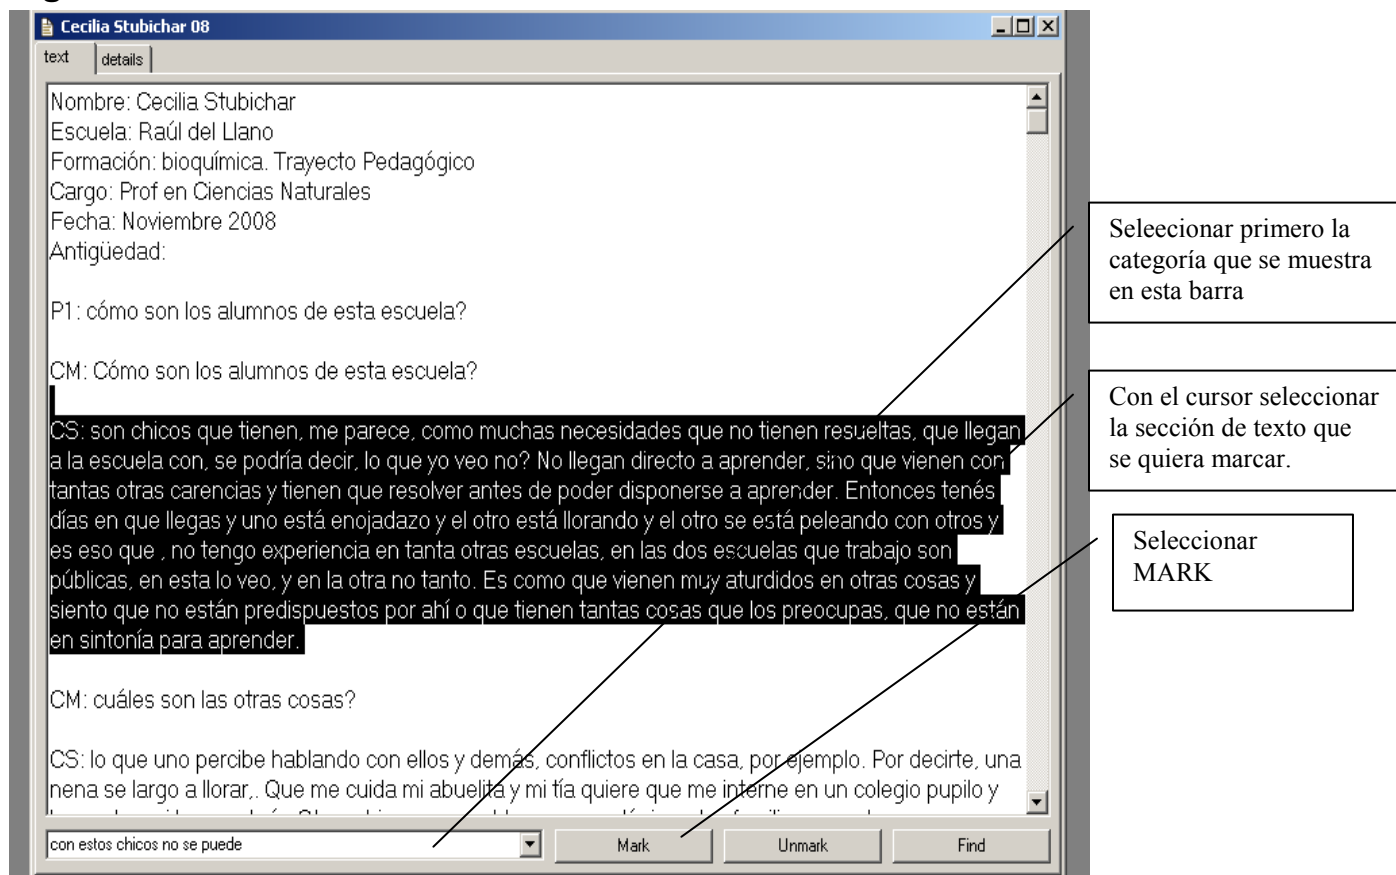 Cecilia Stubichar 08
text details
Nombre: Cecilia Stubichar
Escuela: Raúl del Llano
Formación: bioquímica. Trayecto Pedagógico
Cargo: Prof en Ciencias Naturales
Fecha: Noviembre 2008
Antigüedad:
P1: cómo son los alumnos de esta escuela?
CM: Cómo son los alumnos de esta escuela?
CS: son chicos que tienen, me parece, como muchas necesidades que no tienen resueltas, que llegan
a la escuela con, se podría decir, lo que yo veo no? No llegan directo a aprender, sino que vienen con
tantas otras carencias y tienen que resolver antes de poder disponerse a aprender. Entonces tenés
días en que llegas y uno está enojadazo y el otro está llorando y el otro se está peleando con otros y
es eso que , no tengo experiencia en tanta otras escuelas, en las dos escuelas que trabajo son
públicas, en esta lo veo, y en la otra no tanto. Es como que vienen muy aturdidos en otras cosas y
siento que no están predispuestos por ahí o que tienen tantas cosas que los preocupas, que no están
en sintonía para aprender.
CM: cuáles son las otras cosas?
CS: lo que uno percibe hablando con ellos y demás, conflictos en la casa, por ejemplo. Por decirte, una
nena se largo a llorar,. Que me cuida mi abuelita y mi tía quiere que me interne en un colegio pupilo y
con estos chicos no se puede
Mark Unmark Find
Seleecionar primero la
categoría que se muestra
en esta barra
Con el cursor seleccionar
la sección de texto que
se quiera marcar.
Seleccionar
MARK